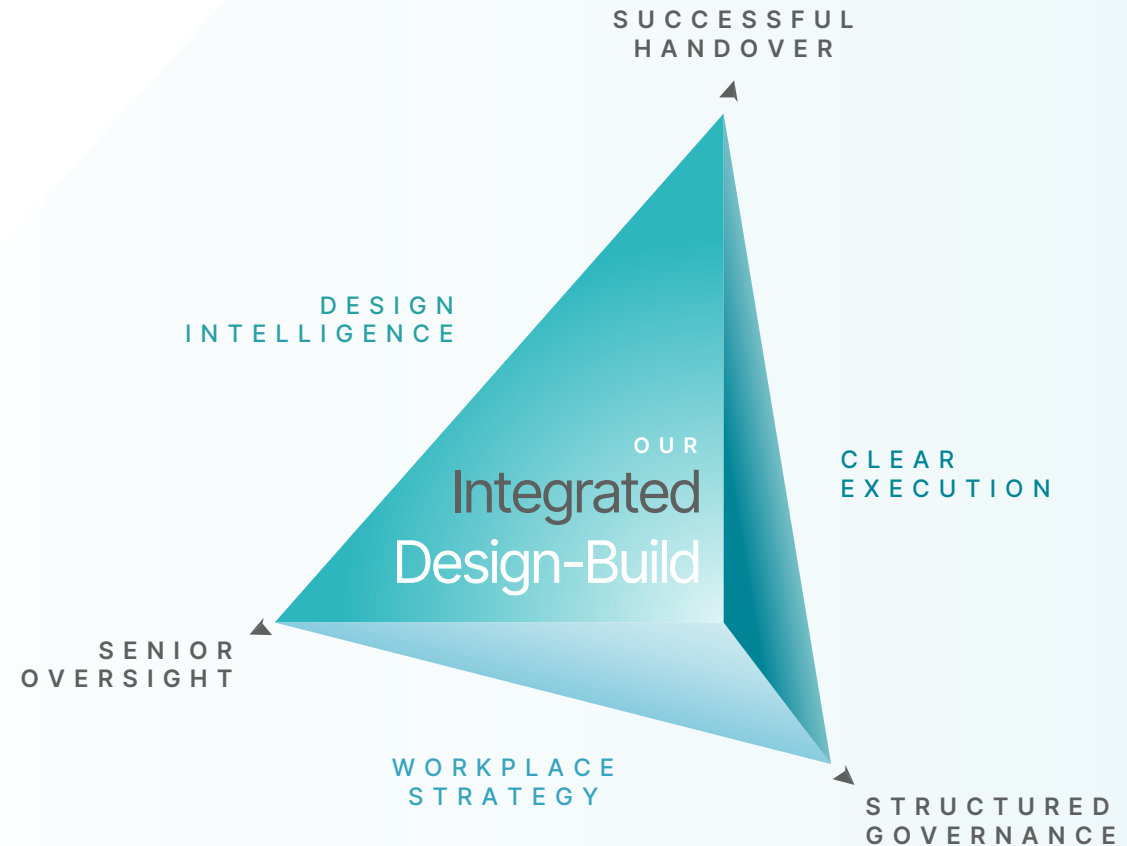 SUCCESSFUL
HANDOVER
DESIGN
INTELLIGENCE
OUR
Integrated
Design-Build
CLEAR
EXECUTION
SENIOR
OVERSIGHT
WORKPLACE
STRATEGY
STRUCTURED
GOVERNANCE